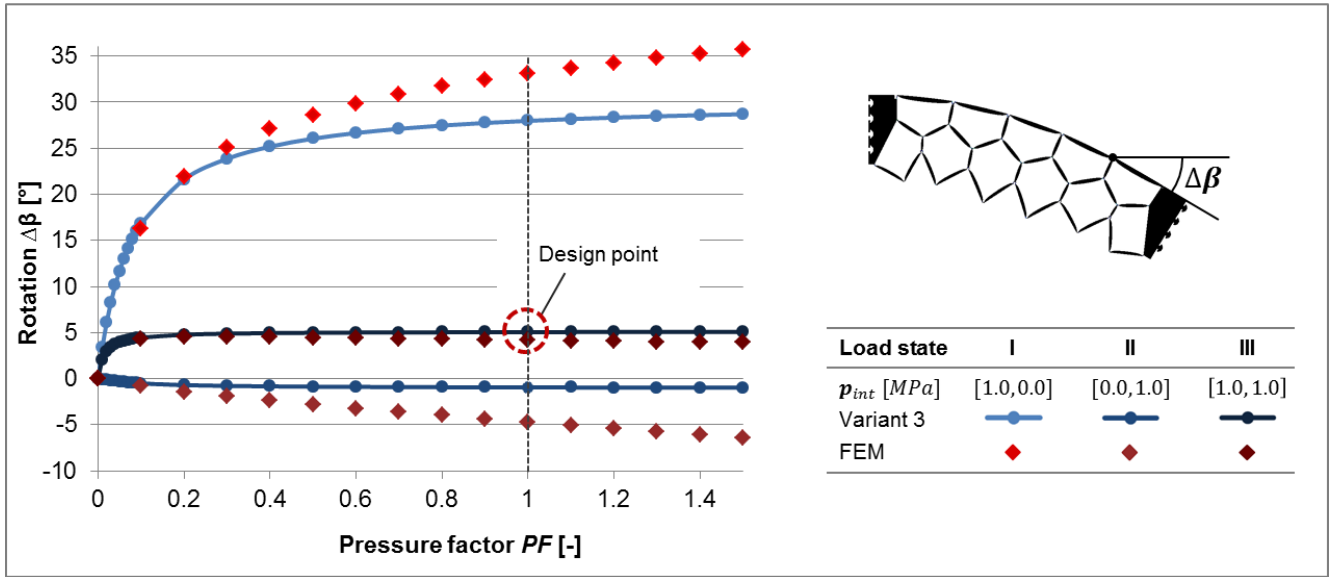 35
30
25
20
15
10
5
0
-5
-10
Rotation Δβ [°]
0 0.2 0.4 0.6 0.8 1 1.2 1.4
Pressure factor PF [-]
Design point
Δβ
Load state I II III
p_int [MPa] [1.0,0.0] [0.0,1.0] [1.0,1.0]
Variant 3
FEM